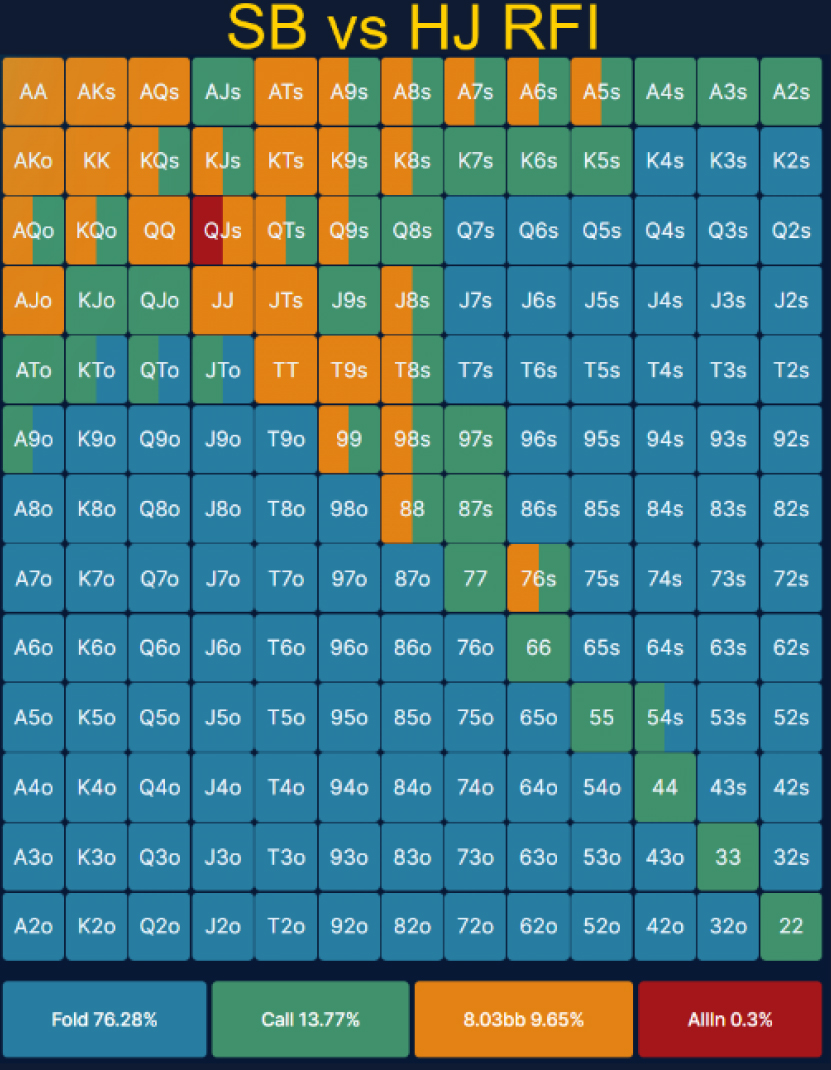 SB vs HJ RFI
AA AKs AQs AJs ATs A9s A8s A7s A6s A5s A4s A3s A2s
AKo KK KQs KJs KTs K9s K8s K7s K6s K5s K4s K3s K2s
AQo KQo QQ QJs QTs Q9s Q8s Q7s Q6s Q5s Q4s Q3s Q2s
AJo KJo QJo JJ JTs J9s J8s J7s J6s J5s J4s J3s J2s
ATo KTo QTo JTo TT T9s T8s T7s T6s T5s T4s T3s T2s
A9o K9o Q9o J9o T9o 99 98s 97s 96s 95s 94s 93s 92s
A8o K8o Q8o J8o T8o 98o 88 87s 86s 85s 84s 83s 82s
A7o K7o Q7o J7o T7o 97o 87o 77 76s 75s 74s 73s 72s
A6o K6o Q6o J6o T6o 96o 86o 76o 66 65s 64s 63s 62s
A5o K5o Q5o J5o T5o 95o 85o 75o 65o 55 54s 53s 52s
A4o K4o Q4o J4o T4o 94o 84o 74o 64o 54o 44 43s 42s
A3o K3o Q3o J3o T3o 93o 83o 73o 63o 53o 43o 33 32s
A2o K2o Q2o J2o T2o 92o 82o 72o 62o 52o 42o 32o 22
Fold 76.28% Call 13.77% 8.03bb 9.65% AllIn 0.3%